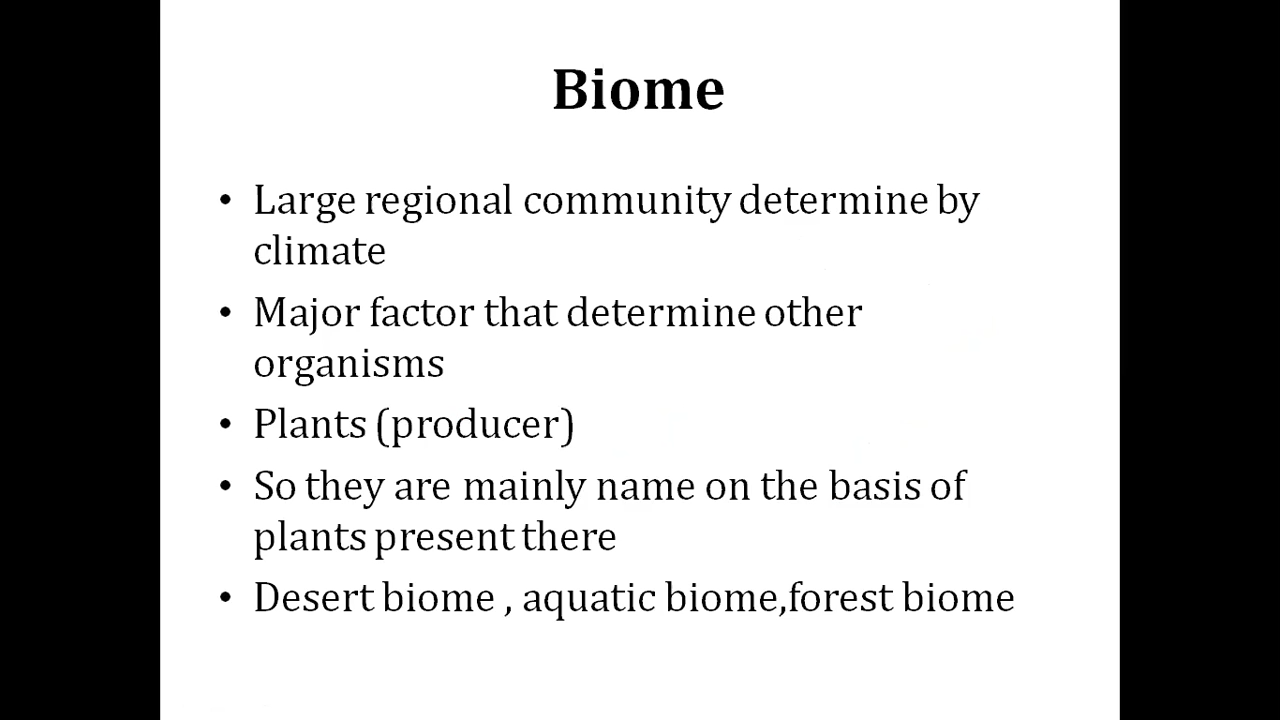 Biome
• Large regional community determine by
climate
• Major factor that determine other
organisms
• Plants (producer)
• So they are mainly name on the basis of
plants present there
• Desert biome , aquatic biome,forest biome